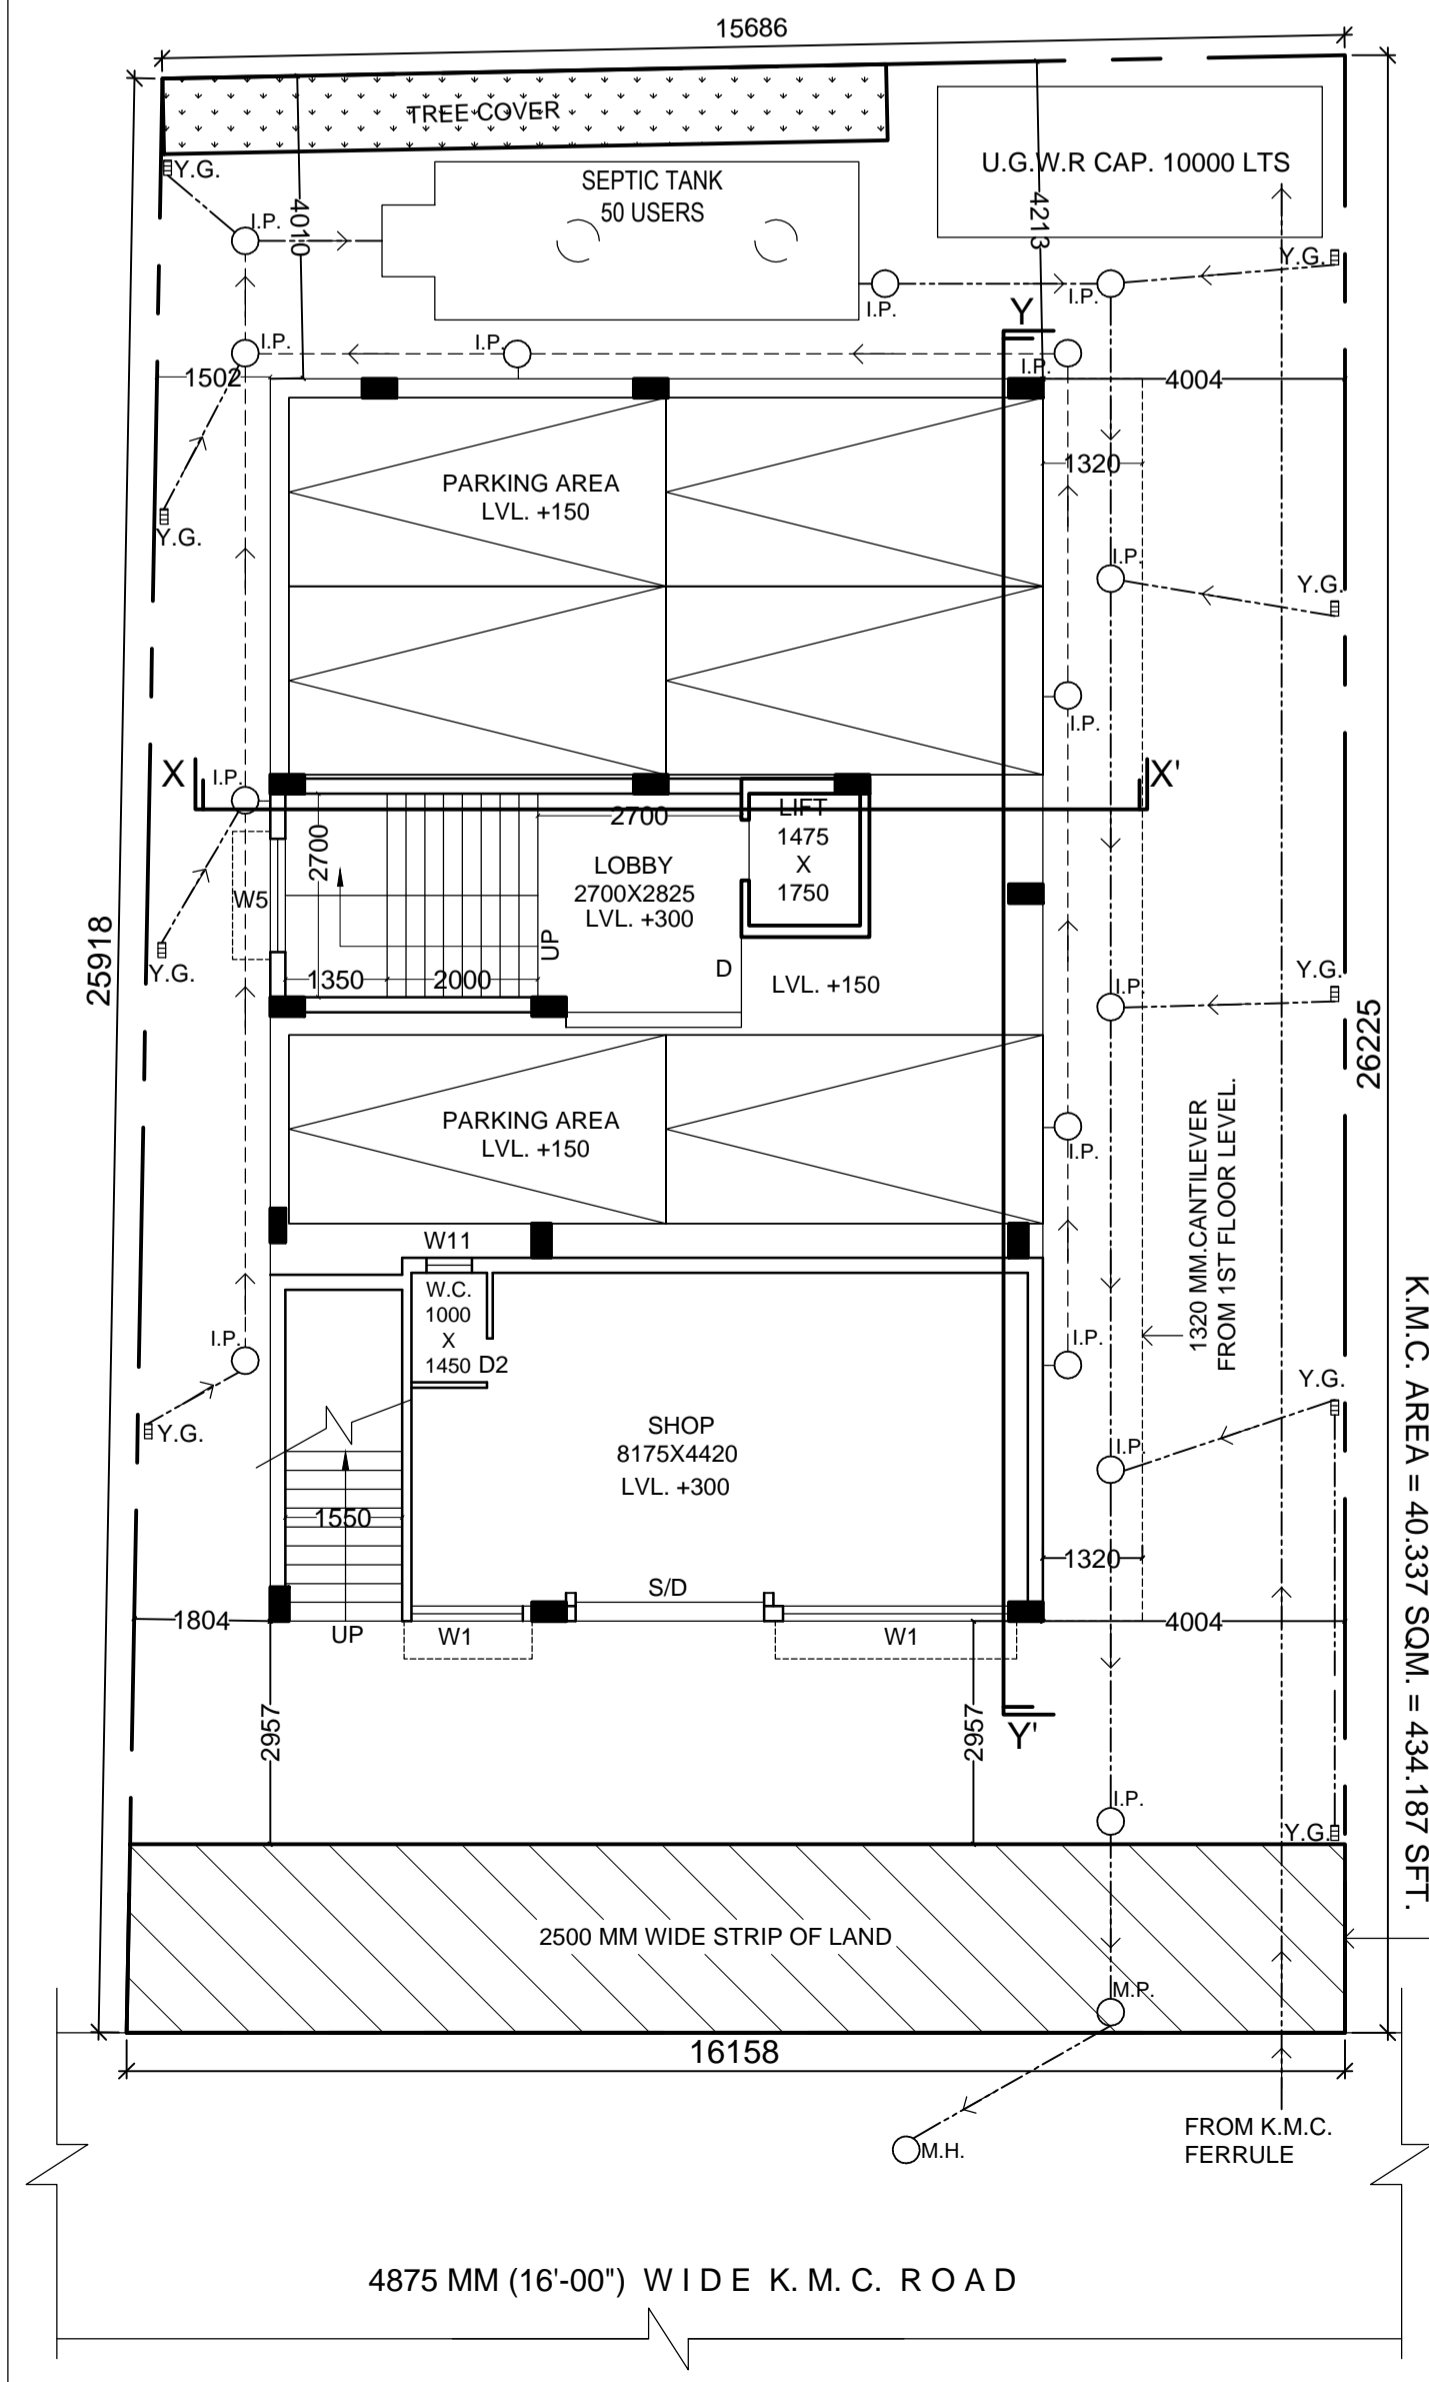 15686
TREE COVER
U.G.W.R CAP. 10000 LTS
Y.G.
SEPTIC TANK
50 USERS
I.P.
4010
4213
Y.G.
I.P.
I.P.
Y
I.P.
I.P.
I.P.
1502
4004
1320
PARKING AREA
LVL. +150
Y.G.
I.P.
Y.G.
I.P.
X
I.P.
X'
2700
2700
LIFT
1475
X
1750
LOBBY
2700X2825
LVL. +300
W5
UP
1350
2000
D
LVL. +150
Y.G.
Y.G.
I.P.
25918
26225
PARKING AREA
LVL. +150
I.P.
1320 MM.CANTILEVER
FROM 1ST FLOOR LEVEL.
W11
W.C.
1000
X
1450
D2
I.P.
I.P.
Y.G.
Y.G.
I.P.
SHOP
8175X4420
LVL. +300
1550
1320
S/D
1804
UP
W1
W1
4004
2957
2957
Y'
K.M.C. AREA = 40.337 SQM. = 434.187 SFT.
I.P.
Y.G.
2500 MM WIDE STRIP OF LAND
M.P.
16158
M.H.
FROM K.M.C.
FERRULE
4875 MM (16'-00") W I D E K. M. C. R O A D